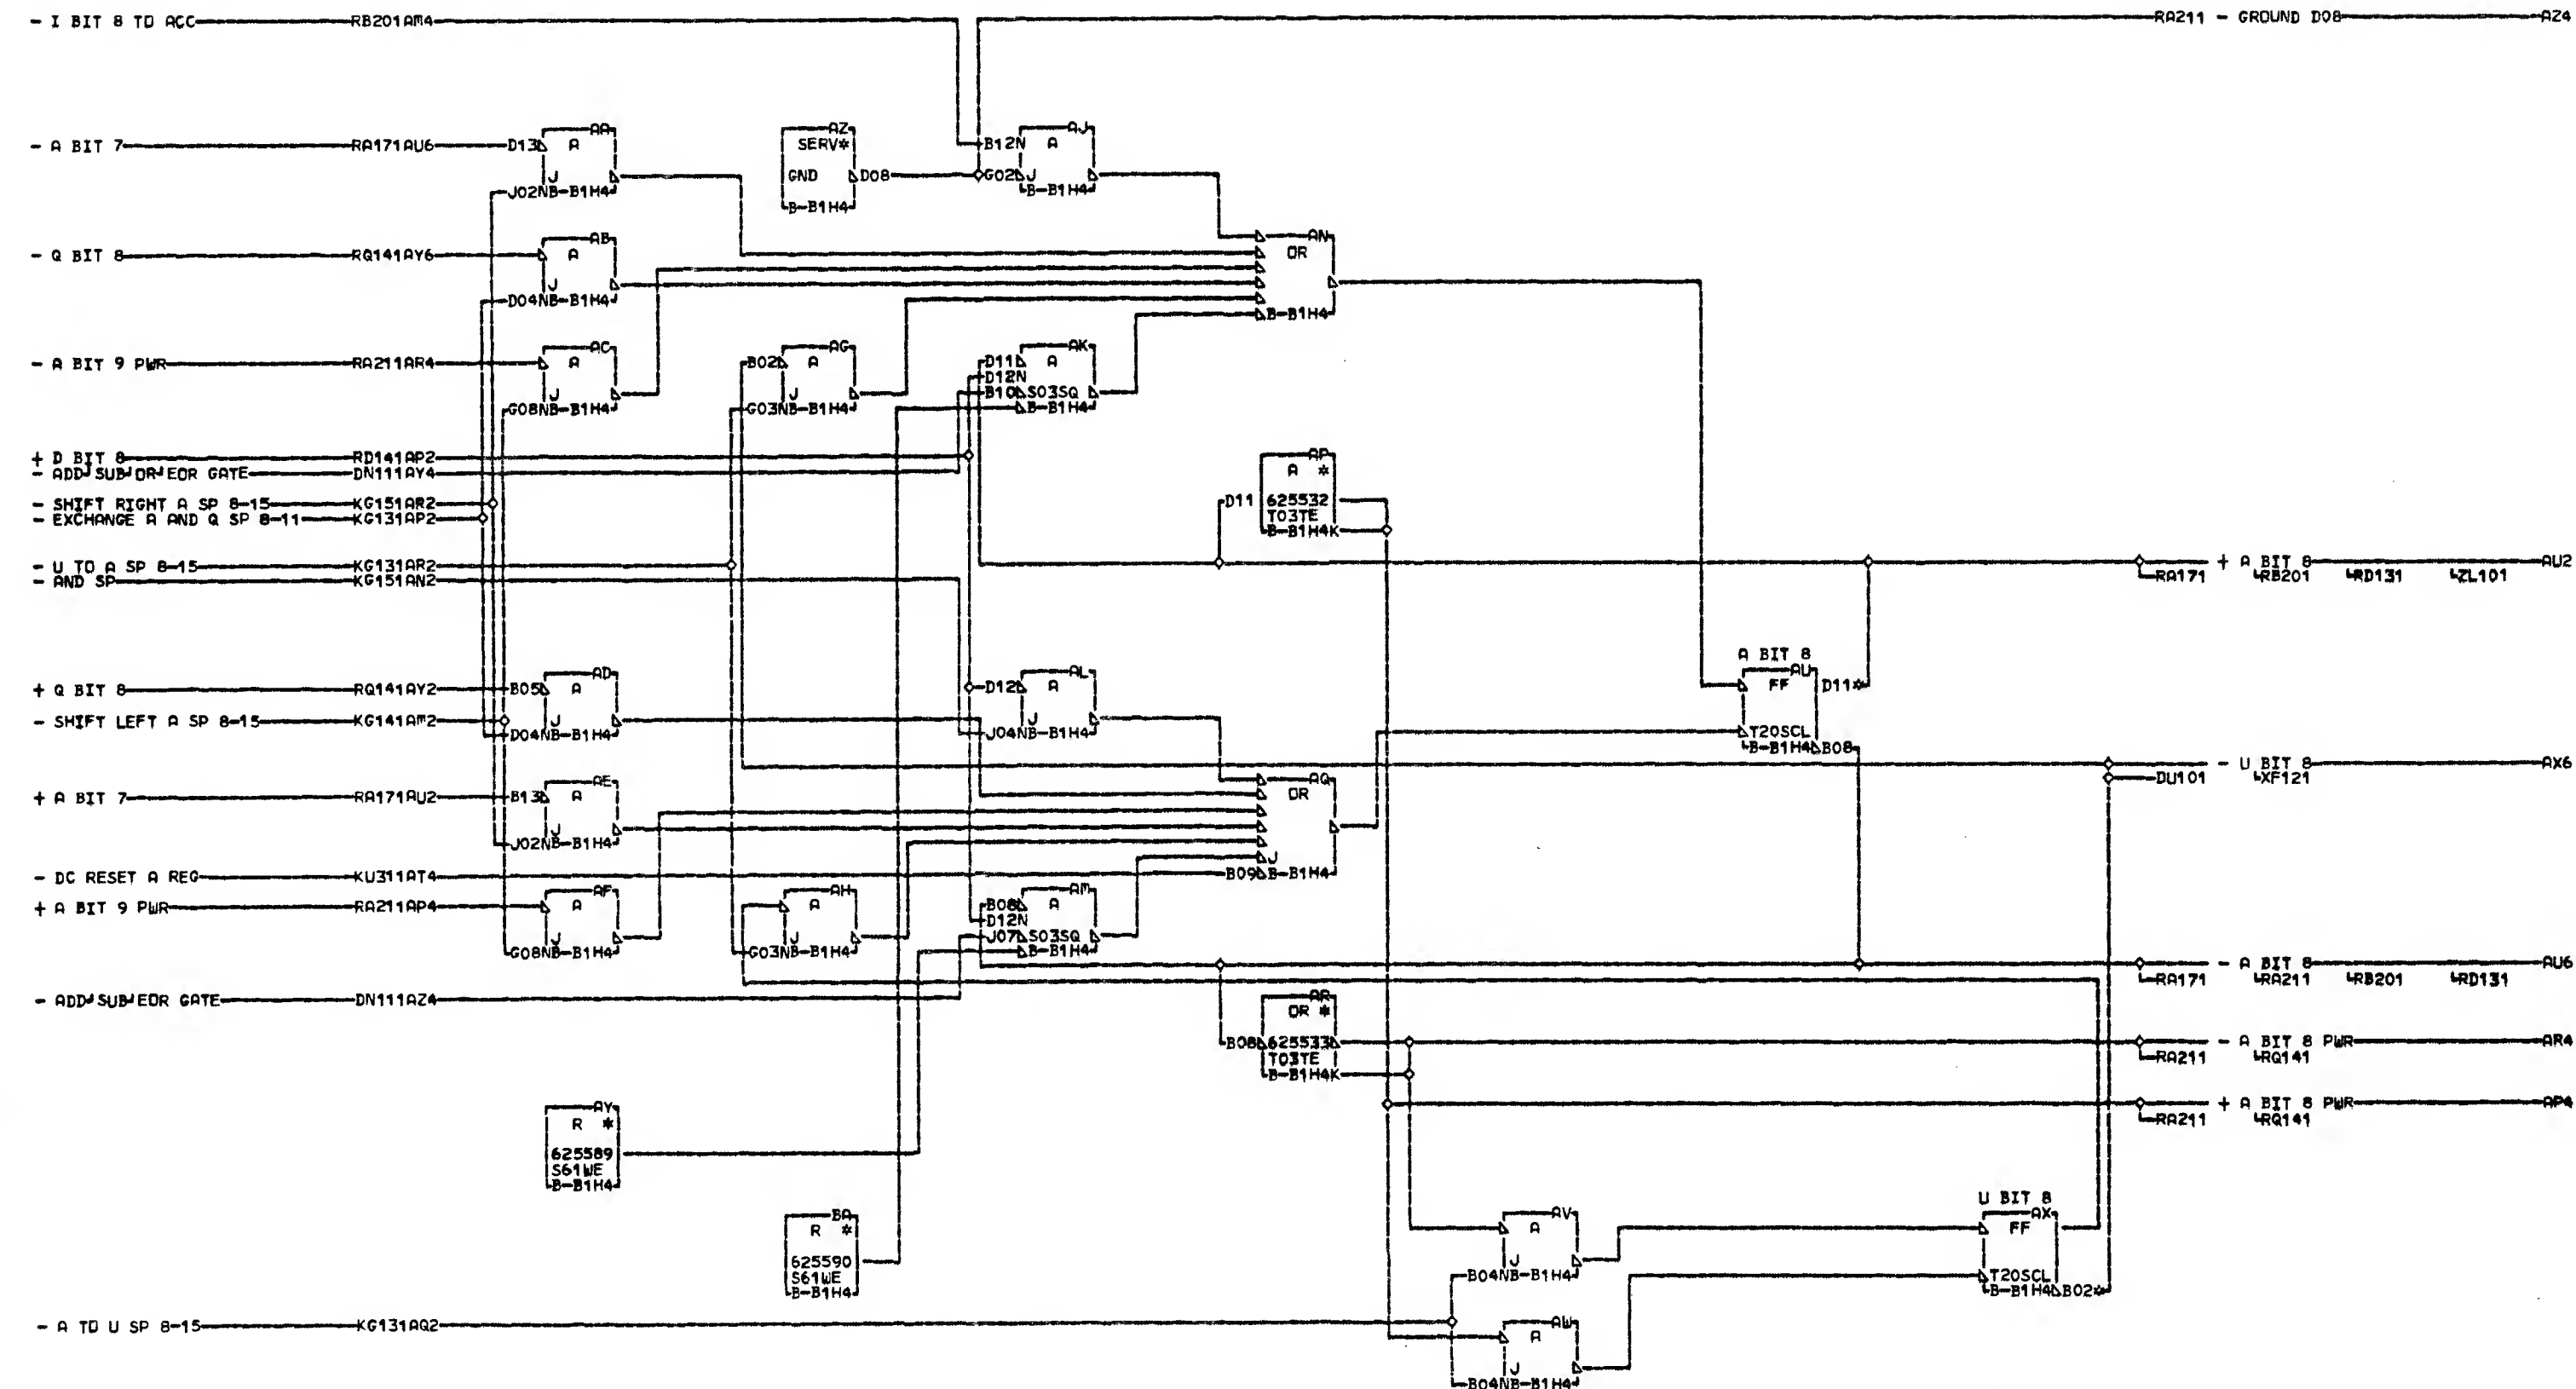 - I BIT 8 TO ACC RB201AM4 RA211 - GROUND D08 AZ4
AA AZ AJ
- A BIT 7 RA171AU6 D13 A SERV* B12N A
J GND D08 G02 J
J02NB-B1H4 B-B1H4 B-B1H4
AB AN
- Q BIT 8 RQ141AY6 A OR
J
D04NB-B1H4 B-B1H4
AC AG AK
- A BIT 9 PWR RA211AR4 A B02 A D11 A
D12N
J J B10 S03SQ
G08NB-B1H4 G03NB-B1H4 B-B1H4
+ D BIT 8 RD141AP2 AP
- ADD SUB OR EOR GATE DN111AY4 A *
- SHIFT RIGHT A SP 8-15 KG151AR2 D11 625532
- EXCHANGE A AND Q SP 8-11 KG131AP2 T03TE
B-B1H4K
- U TO A SP 8-15 KG131AR2 + A BIT 8 AU2
- AND SP KG151AN2 RA171 RB201 RD131 ZL101
A BIT 8
AD AL AU
+ Q BIT 8 RQ141AY2 B05 A D12 A FF D11*
- SHIFT LEFT A SP 8-15 KG141AM2 J J T20SCL
D04NB-B1H4 J04NB-B1H4 B-B1H4 B08
- U BIT 8 AX6
AE AQ DU101 XF121
+ A BIT 7 RA171AU2 B13 A OR
J
J02NB-B1H4 J
- DC RESET A REG KU311AT4 B09 B-B1H4
AF AH AM
+ A BIT 9 PWR RA211AP4 A A B08 A
D12N
J J J07 S03SQ
G08NB-B1H4 G03NB-B1H4 B-B1H4
- A BIT 8 AU6
RA171 RA211 RB201 RD131
- ADD SUB EOR GATE DN111AZ4 AR
OR *
B08 625533 - A BIT 8 PWR AR4
T03TE RA211 RQ141
B-B1H4K
AY + A BIT 8 PWR AP4
R * RA211 RQ141
625589
S61WE
B-B1H4
U BIT 8
BA AV AX
R * A FF
625590 J
S61WE B04NB-B1H4 T20SCL
B-B1H4 B-B1H4 B02*
- A TO U SP 8-15 KG131AQ2 AW
A
J
B04NB-B1H4